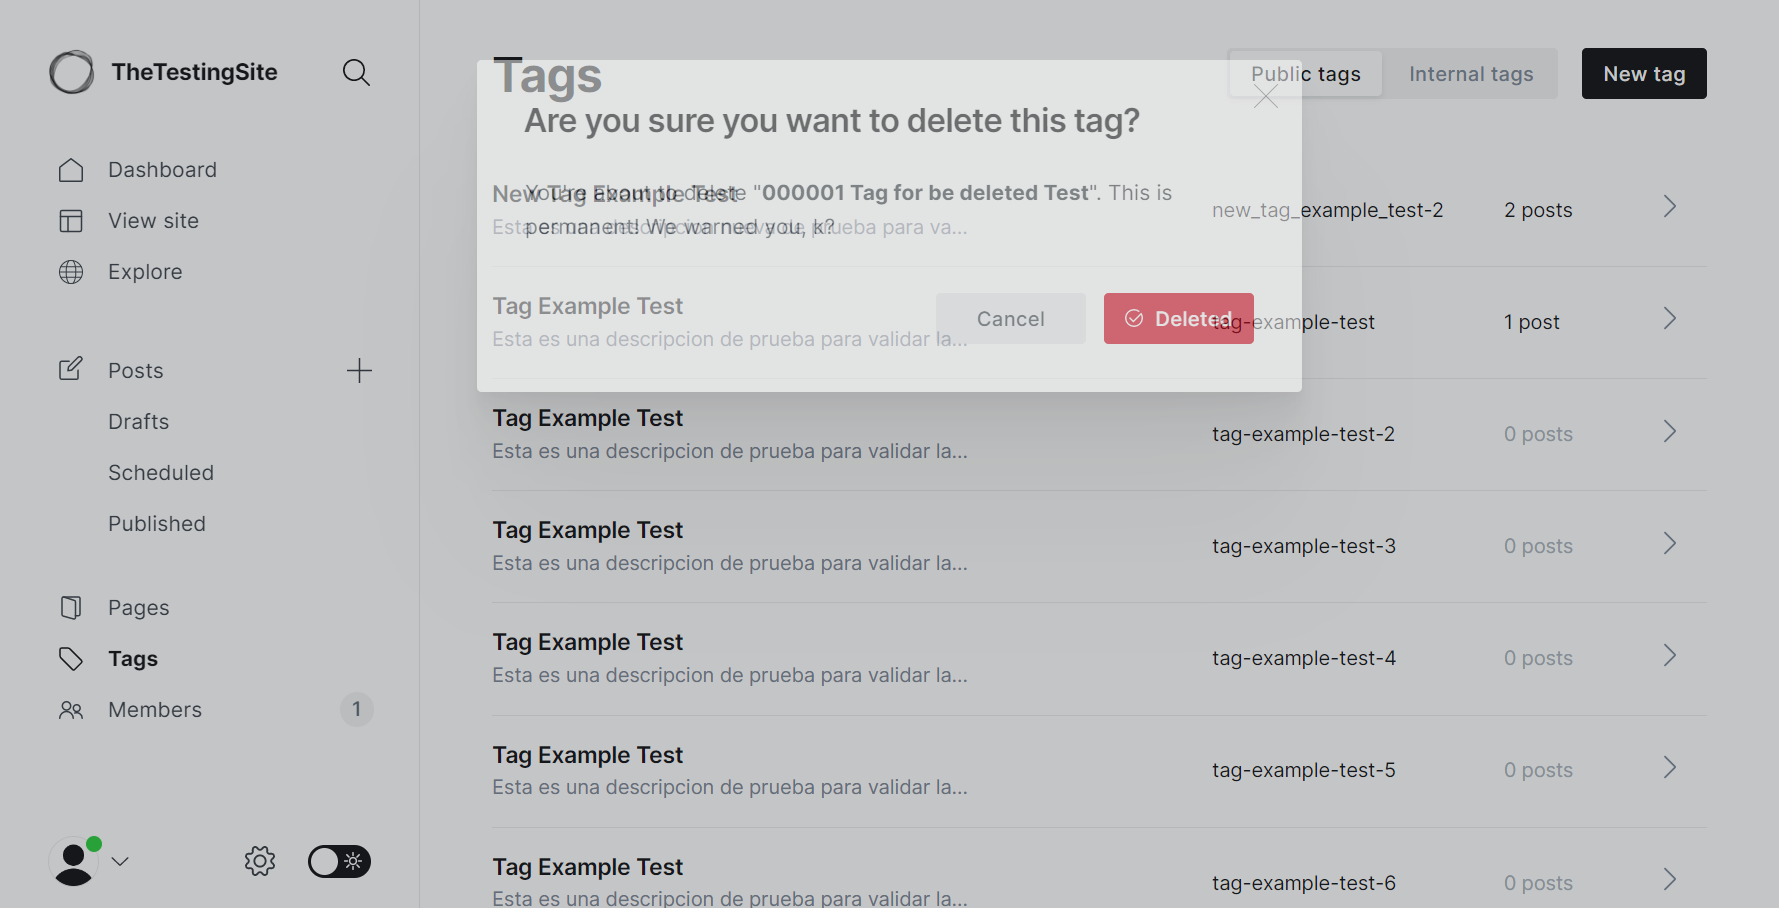 TheTestingSite
Dashboard
View site
Explore
Posts
Drafts
Scheduled
Published
Pages
Tags
Members 1
Tags
Public tags Internal tags New tag
Are you sure you want to delete this tag?
You're about to delete "000001 Tag for be deleted Test". This is
permanent! We warned you, k?
Cancel Deleted
New Tag Example Test
Esta es una descripcion nueva de prueba para va...
new_tag_example_test-2 2 posts
Tag Example Test
Esta es una descripcion de prueba para validar la...
tag-example-test 1 post
Tag Example Test
Esta es una descripcion de prueba para validar la...
tag-example-test-2 0 posts
Tag Example Test
Esta es una descripcion de prueba para validar la...
tag-example-test-3 0 posts
Tag Example Test
Esta es una descripcion de prueba para validar la...
tag-example-test-4 0 posts
Tag Example Test
Esta es una descripcion de prueba para validar la...
tag-example-test-5 0 posts
Tag Example Test
Esta es una descripcion de prueba para validar la...
tag-example-test-6 0 posts